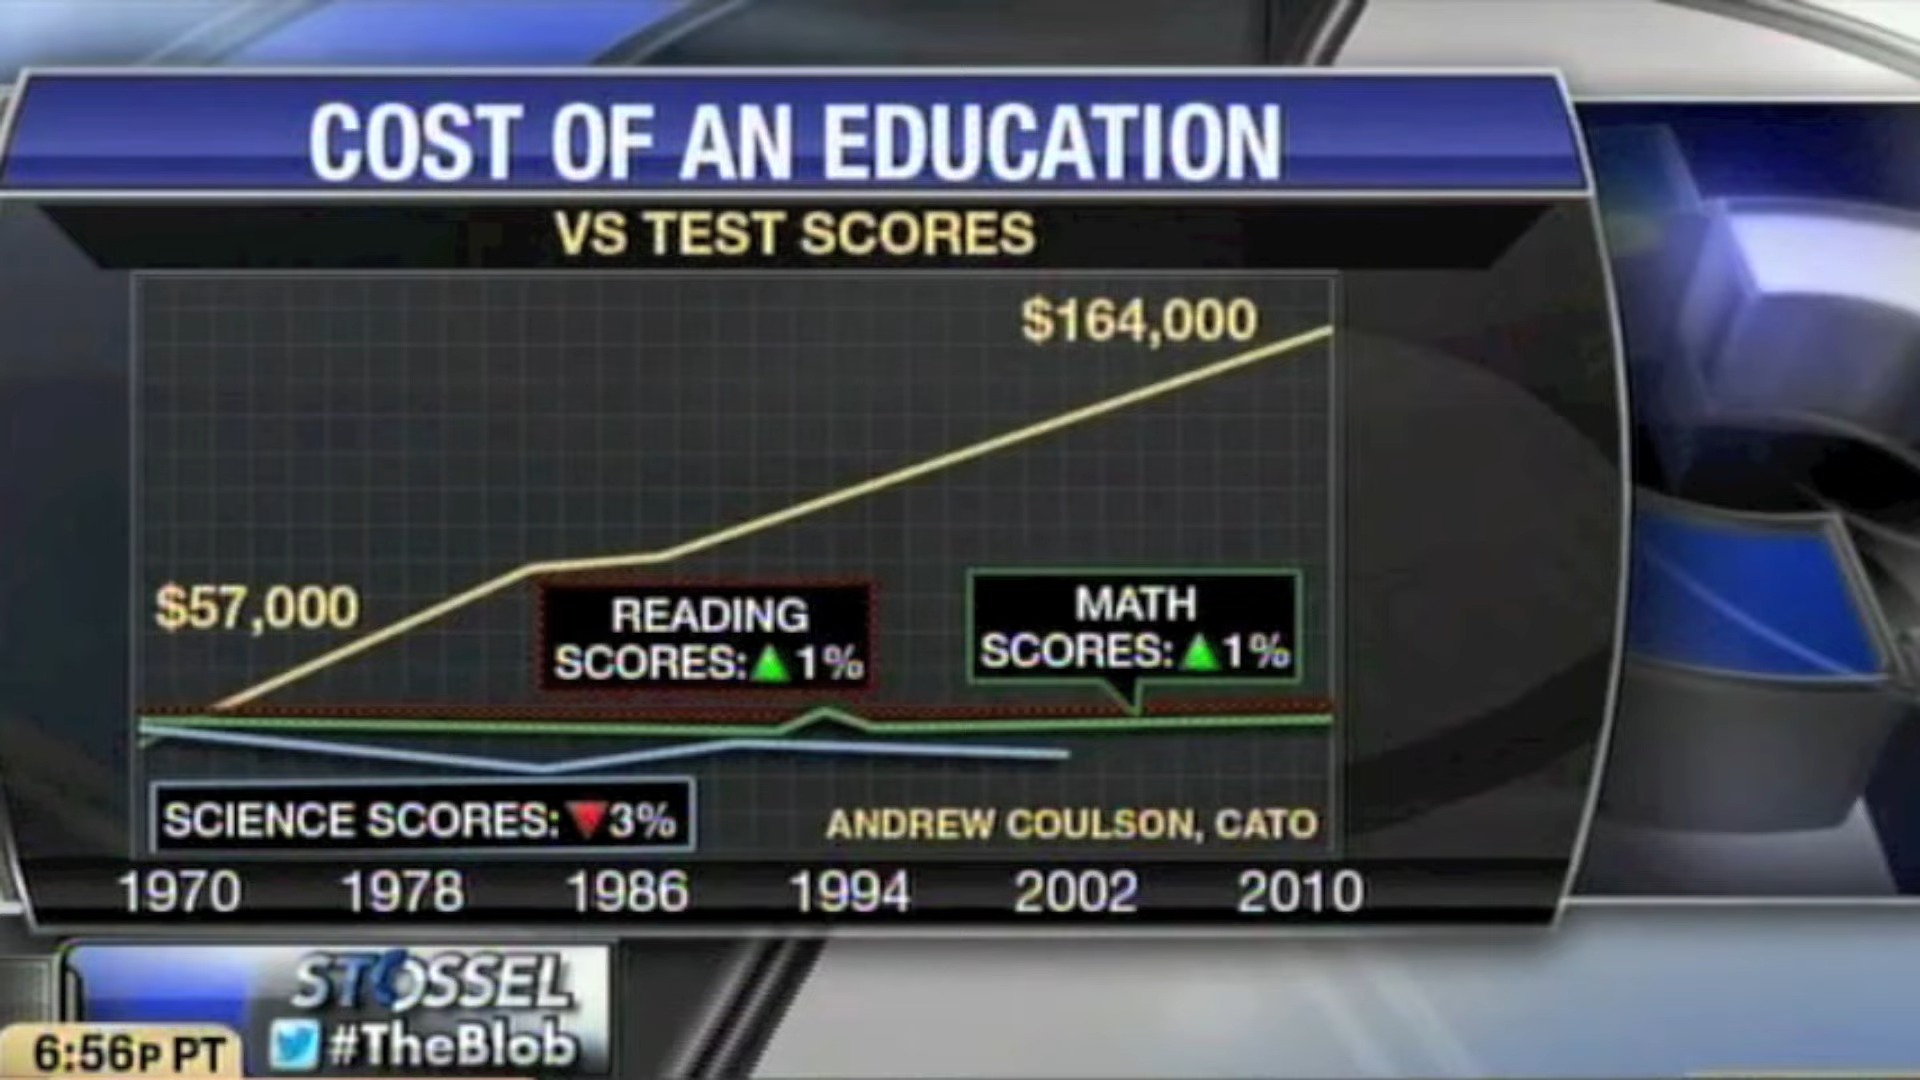 COST OF AN EDUCATION
VS TEST SCORES
$164,000
$57,000
READING
SCORES:▲1%
MATH
SCORES:▲1%
SCIENCE SCORES:▼3%
ANDREW COULSON, CATO
1970 1978 1986 1994 2002 2010
STOSSEL
#TheBlob
6:56P PT